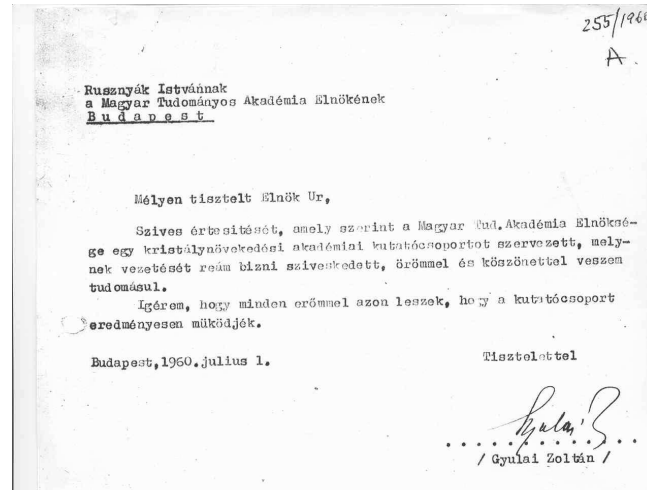 255/1960
A.
Rusznyák Istvánnak
a Magyar Tudományos Akadémia Elnökének
Budapest
Mélyen tisztelt Elnök Ur,
Szives értesitését, amely szerint a Magyar Tud.Akadémia Elnöksé-
ge egy kristálynövekedési akadémiai kutatócsoportot szervezett, mely-
nek vezetését reám bizni sziveskedett, örömmel és köszönettel veszem
tudomásul.
Igérem, hogy minden erőmmel azon leszek, hogy a kutatócsoport
eredményesen müködjék.
Budapest,1960.julius 1.
Tisztelettel
Gyulai Z
/ Gyulai Zoltán /